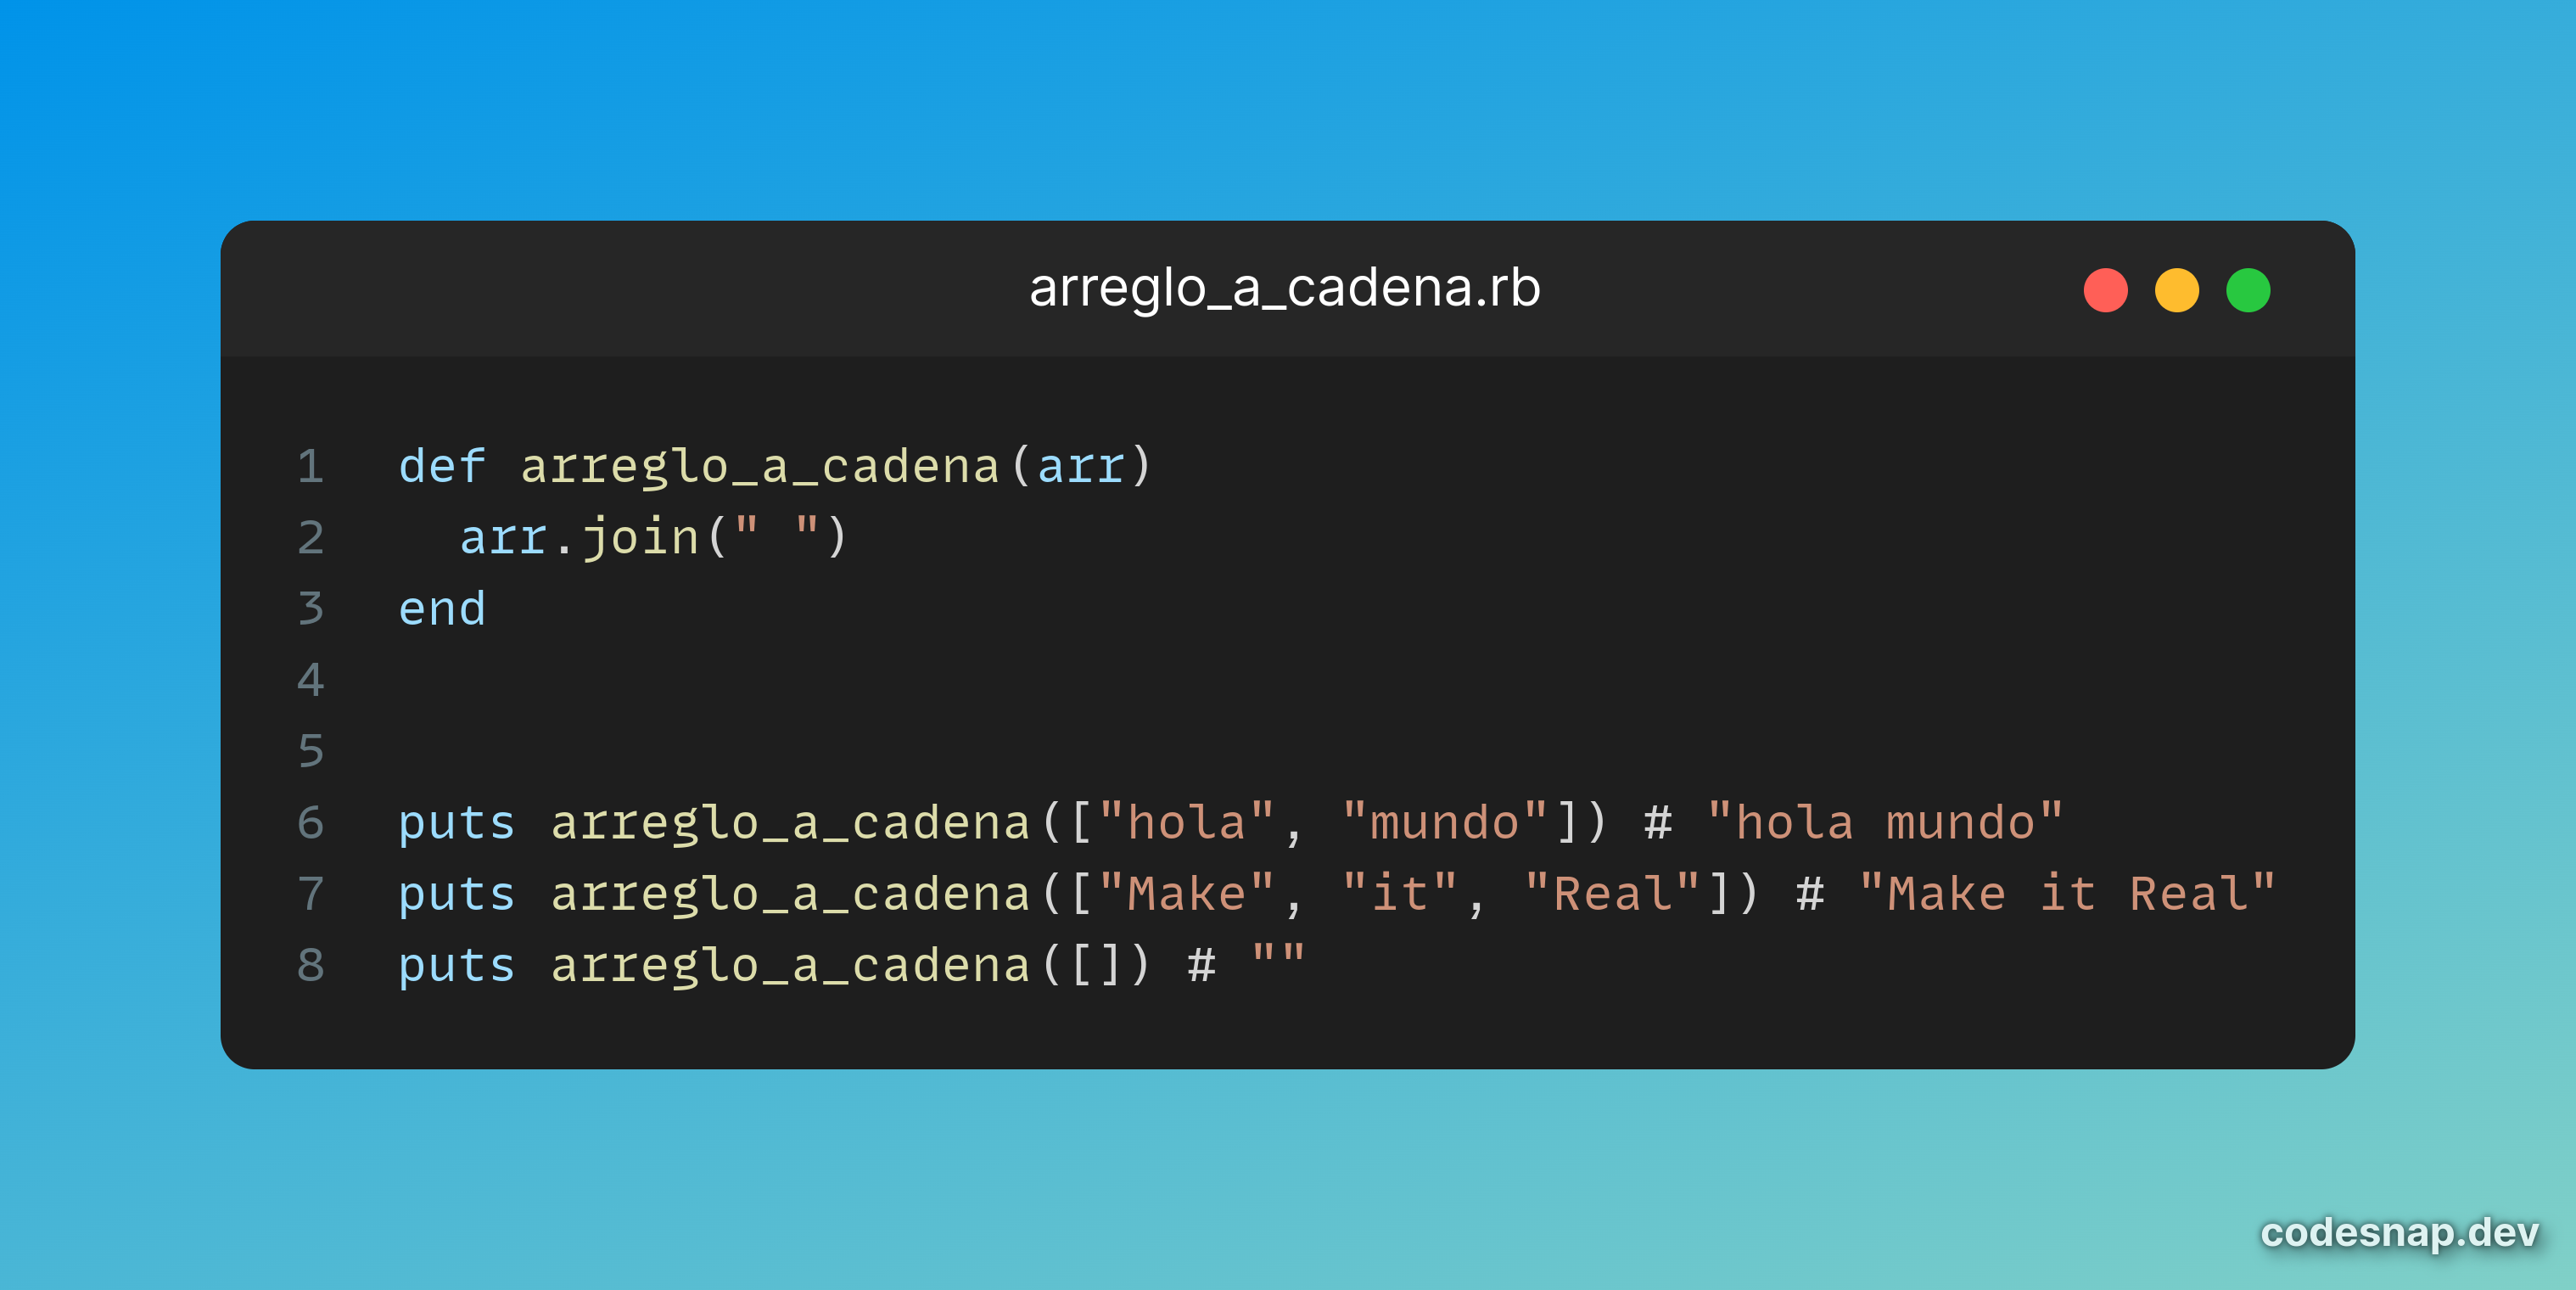 arreglo_a_cadena.rb
1 def arreglo_a_cadena(arr)
2   arr.join(" ")
3 end
4
5
6 puts arreglo_a_cadena(["hola", "mundo"]) # "hola mundo"
7 puts arreglo_a_cadena(["Make", "it", "Real"]) # "Make it Real"
8 puts arreglo_a_cadena([]) # ""
codesnap.dev